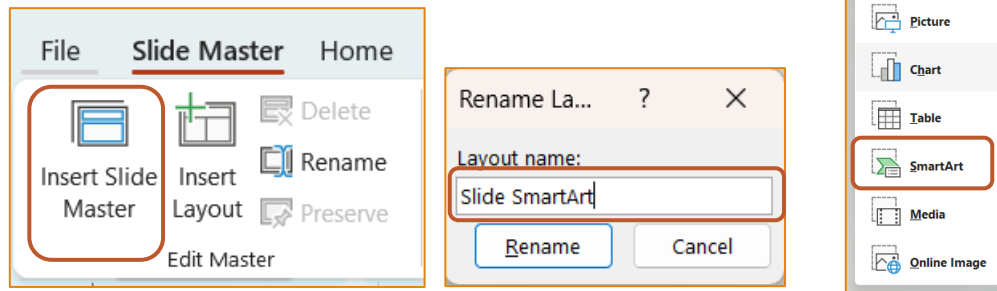 File Slide Master Home
Insert Slide Master
Insert Layout
Delete
Rename
Preserve
Edit Master
Rename La... ?
Layout name:
Slide SmartArt
Rename Cancel
Picture
Chart
Table
SmartArt
Media
Online Image